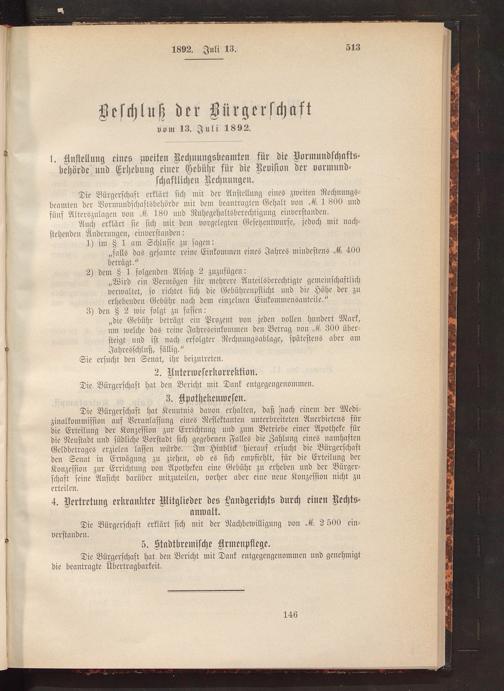 1892. Juli 13. 513
Beschluß der Bürgerschaft
vom 13. Juli 1892.
1. Anstellung eines zweiten Rechnungsbeamten für die Vormundschafts-
behörde und Erhebung einer Gebühr für die Revision der vormund-
schaftlichen Rechnungen.
Die Bürgerschaft erklärt sich mit der Anstellung eines zweiten Rechnungs-
beamten der Vormundschaftsbehörde mit dem beantragten Gehalt von ℳ. 1 800 und
fünf Alterszulagen von ℳ. 180 und Ruhegehaltsberechtigung einverstanden.
Auch erklärt sie sich mit dem vorgelegten Gesetzentwurfe, jedoch mit nach-
stehenden Änderungen, einverstanden:
1) im § 1 am Schlusse zu sagen:
„falls das gesamte reine Einkommen eines Jahres mindestens ℳ. 400
beträgt.“
2) dem § 1 folgenden Absatz 2 zuzufügen:
„Wird ein Vermögen für mehrere Anteilsberechtigte gemeinschaftlich
verwaltet, so richtet sich die Gebührenpflicht und die Höhe der zu
erhebenden Gebühr nach dem einzelnen Einkommensanteile.“
3) den § 2 wie folgt zu fassen:
„die Gebühr beträgt ein Prozent von jeden vollen hundert Mark,
um welche das reine Jahreseinkommen den Betrag von ℳ. 300 über-
steigt und ist nach erfolgter Rechnungsablage, spätestens aber am
Jahresschluß, fällig.“
Sie ersucht den Senat, ihr beizutreten.
2. Unterweserkorrektion.
Die Bürgerschaft hat den Bericht mit Dank entgegengenommen.
3. Apothekenwesen.
Die Bürgerschaft hat Kenntnis davon erhalten, daß nach einem der Medi-
zinalkommission auf Veranlassung eines Reflektanten unterbreiteten Anerbietens für
die Erteilung der Konzession zur Errichtung und zum Betriebe einer Apotheke für
die Neustadt und südliche Vorstadt sich gegebenen Falles die Zahlung eines namhaften
Geldbetrages erzielen lassen würde. Im Hinblick hierauf ersucht die Bürgerschaft
den Senat in Erwägung zu ziehen, ob es sich empfiehlt, für die Erteilung der
Konzession zur Errichtung von Apotheken eine Gebühr zu erheben und der Bürger-
schaft seine Ansicht darüber mitzuteilen, vorher aber eine neue Konzession nicht zu
erteilen.
4. Vertretung erkrankter Mitglieder des Landgerichts durch einen Rechts-
anwalt.
Die Bürgerschaft erklärt sich mit der Nachbewilligung von ℳ. 2 500 ein-
verstanden.
5. Stadtbremische Armenpflege.
Die Bürgerschaft hat den Bericht mit Dank entgegengenommen und genehmigt
die beantragte Übertragbarkeit.
146